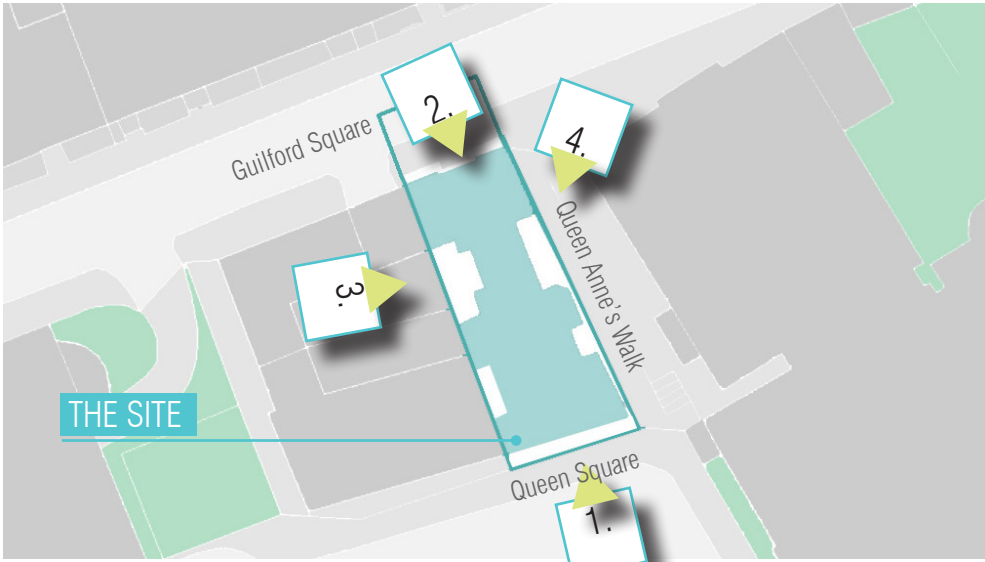 2.
4.
Guilford Square
Queen Anne's Walk
3.
THE SITE
Queen Square
1.